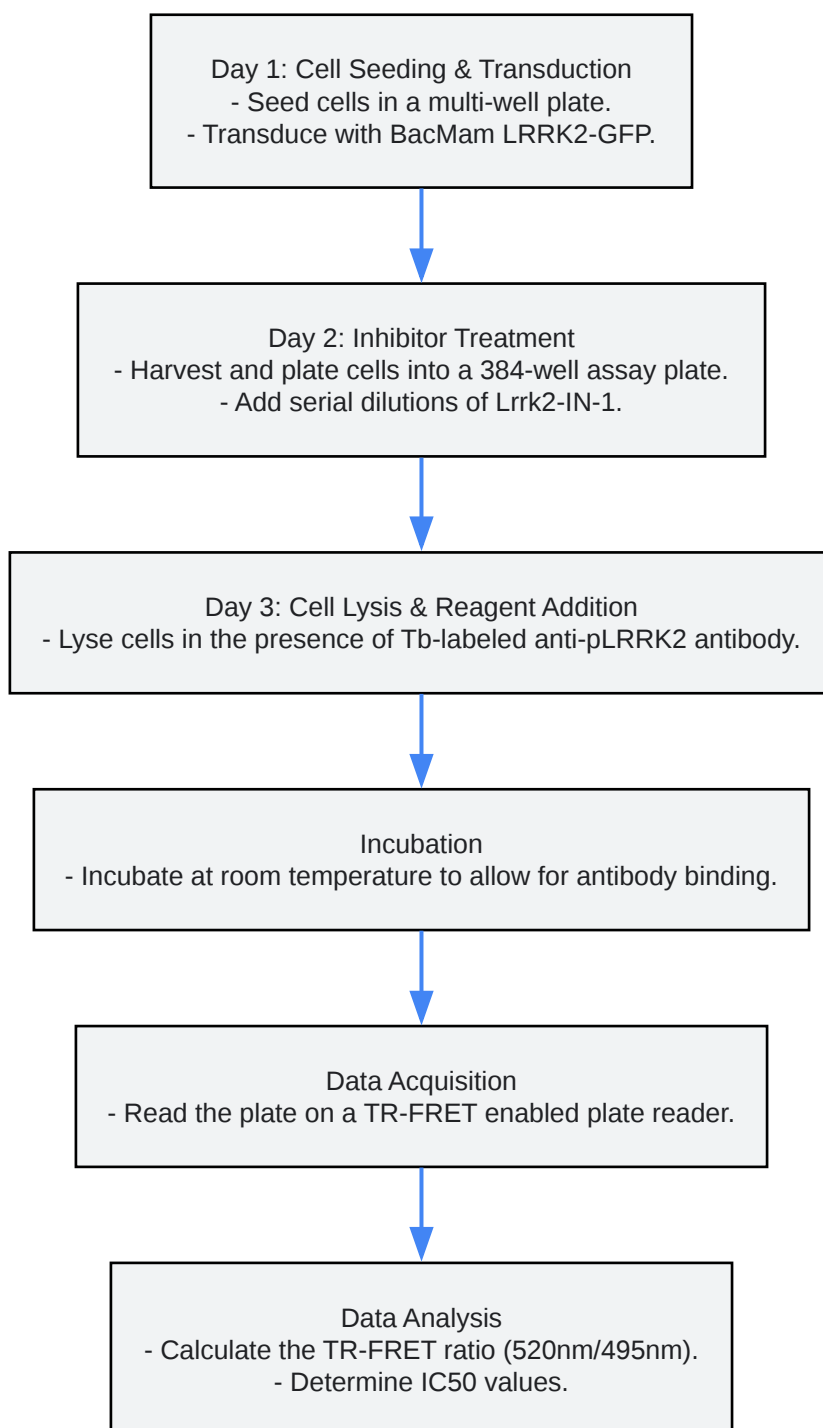 Day 1: Cell Seeding & Transduction
- Seed cells in a multi-well plate.
- Transduce with BacMam LRRK2-GFP.
Day 2: Inhibitor Treatment
- Harvest and plate cells into a 384-well assay plate.
- Add serial dilutions of Lrrk2-IN-1.
Day 3: Cell Lysis & Reagent Addition
- Lyse cells in the presence of Tb-labeled anti-pLRRK2 antibody.
Incubation
- Incubate at room temperature to allow for antibody binding.
Data Acquisition
- Read the plate on a TR-FRET enabled plate reader.
Data Analysis
- Calculate the TR-FRET ratio (520nm/495nm).
- Determine IC50 values.